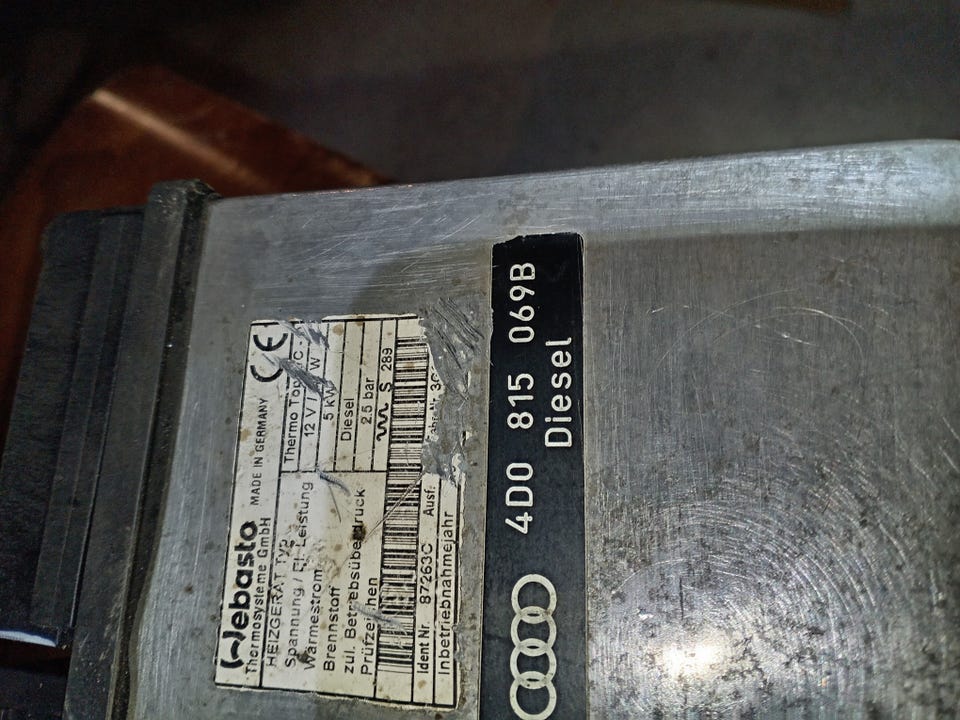 Webasto
Thermosysteme GmbH MADE IN GERMANY CE
HEIZGERÄT TYP Thermo Top
Spannung / El. Leistung 12 V / W
Wärmestrom 5 kW
Brennstoff Diesel
zul. Betriebsüberdruck 2.5 bar
Prüfzeichen S 289
Ident Nr. 87263C Ausf.
Inbetriebnahmejahr
4D0 815 069B
Diesel